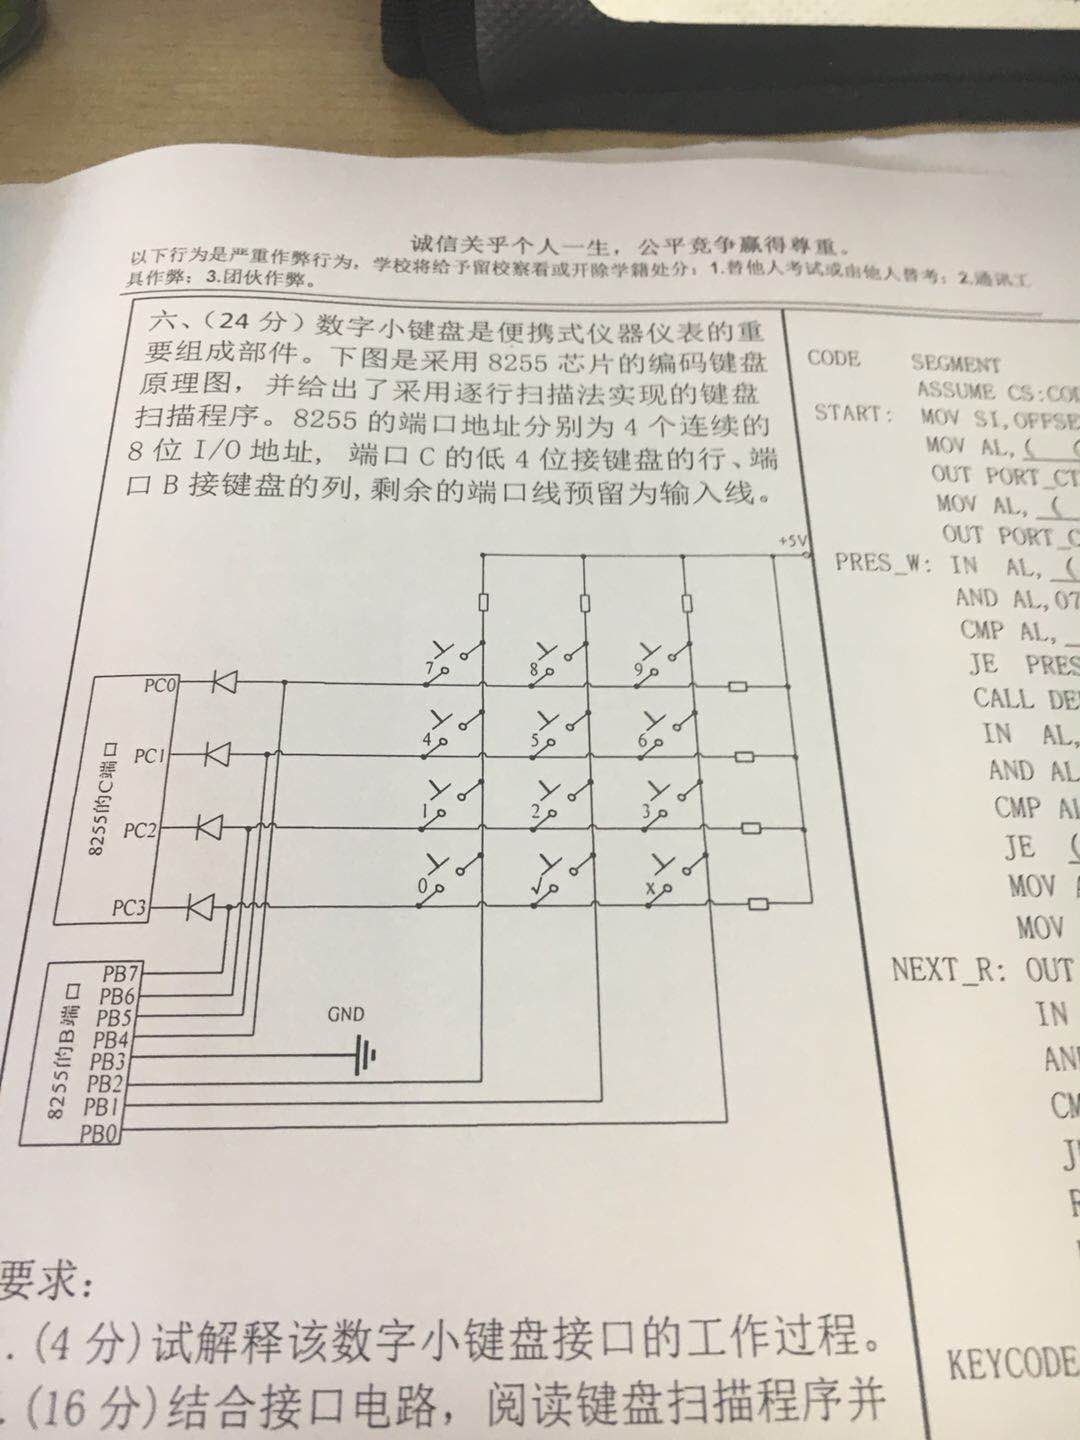 诚信关乎个人一生，公平竞争赢得尊重。
以下行为是严重作弊行为，学校将给予留校察看或开除学籍处分：1.替他人考试或由他人替考；2.通讯工
具作弊；3.团伙作弊。
六、（24 分）数字小键盘是便携式仪器仪表的重
要组成部件。下图是采用 8255 芯片的编码键盘
原理图，并给出了采用逐行扫描法实现的键盘
扫描程序。8255 的端口地址分别为 4 个连续的
8 位 I/O 地址，端口 C 的低 4 位接键盘的行、端
口 B 接键盘的列,剩余的端口线预留为输入线。
+5V
7 8 9
PC0
4 5 6
PC1
8255的C端口
1 2 3
PC2
0 √ x
PC3
PB7
PB6
PB5
PB4
PB3
PB2
PB1
PB0
8255的B端口
GND
要求：
. (4 分)试解释该数字小键盘接口的工作过程。
. (16 分)结合接口电路，阅读键盘扫描程序并
CODE SEGMENT
ASSUME CS:COD
START: MOV SI,OFFSE
MOV AL,(
OUT PORT_CT
MOV AL, (
OUT PORT_C
PRES_W: IN AL, (
AND AL,07
CMP AL,
JE PRES
CALL DE
IN AL,
AND AL
CMP AL
JE (
MOV
MOV
NEXT_R: OUT
IN
AN
CM
KEYCODE